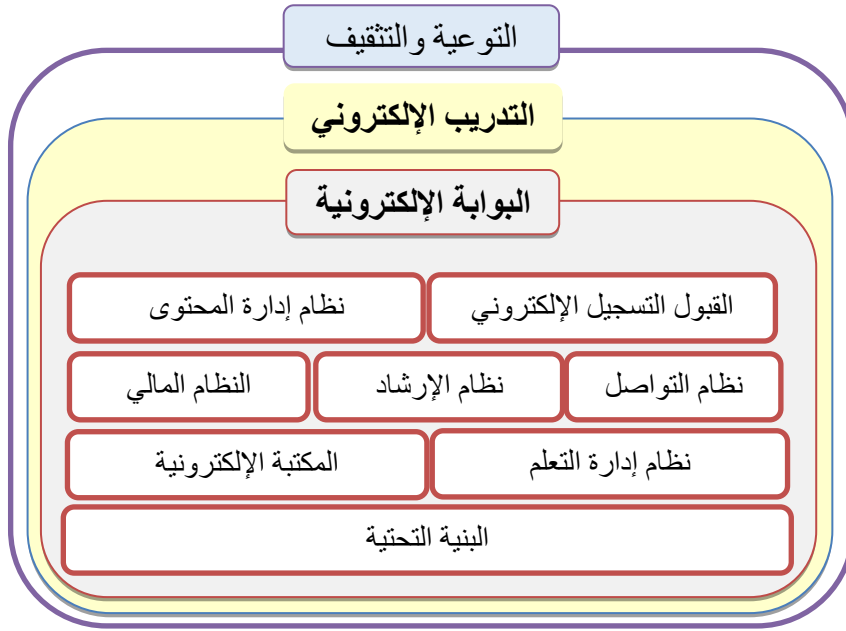 التوعية والتثقيف
التدريب الإلكتروني
البوابة الإلكترونية
القبول التسجيل الإلكتروني
نظام إدارة المحتوى
نظام التواصل
نظام الإرشاد
النظام المالي
نظام إدارة التعلم
المكتبة الإلكترونية
البنية التحتية